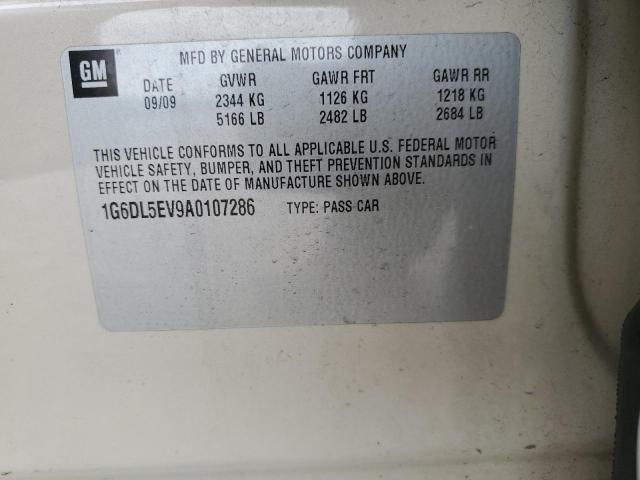 GM
MFD BY GENERAL MOTORS COMPANY
DATE GVWR GAWR FRT GAWR RR
09/09 2344 KG 1126 KG 1218 KG
5166 LB 2482 LB 2684 LB
THIS VEHICLE CONFORMS TO ALL APPLICABLE U.S. FEDERAL MOTOR
VEHICLE SAFETY, BUMPER, AND THEFT PREVENTION STANDARDS IN
EFFECT ON THE DATE OF MANUFACTURE SHOWN ABOVE.
1G6DL5EV9A0107286 TYPE: PASS CAR